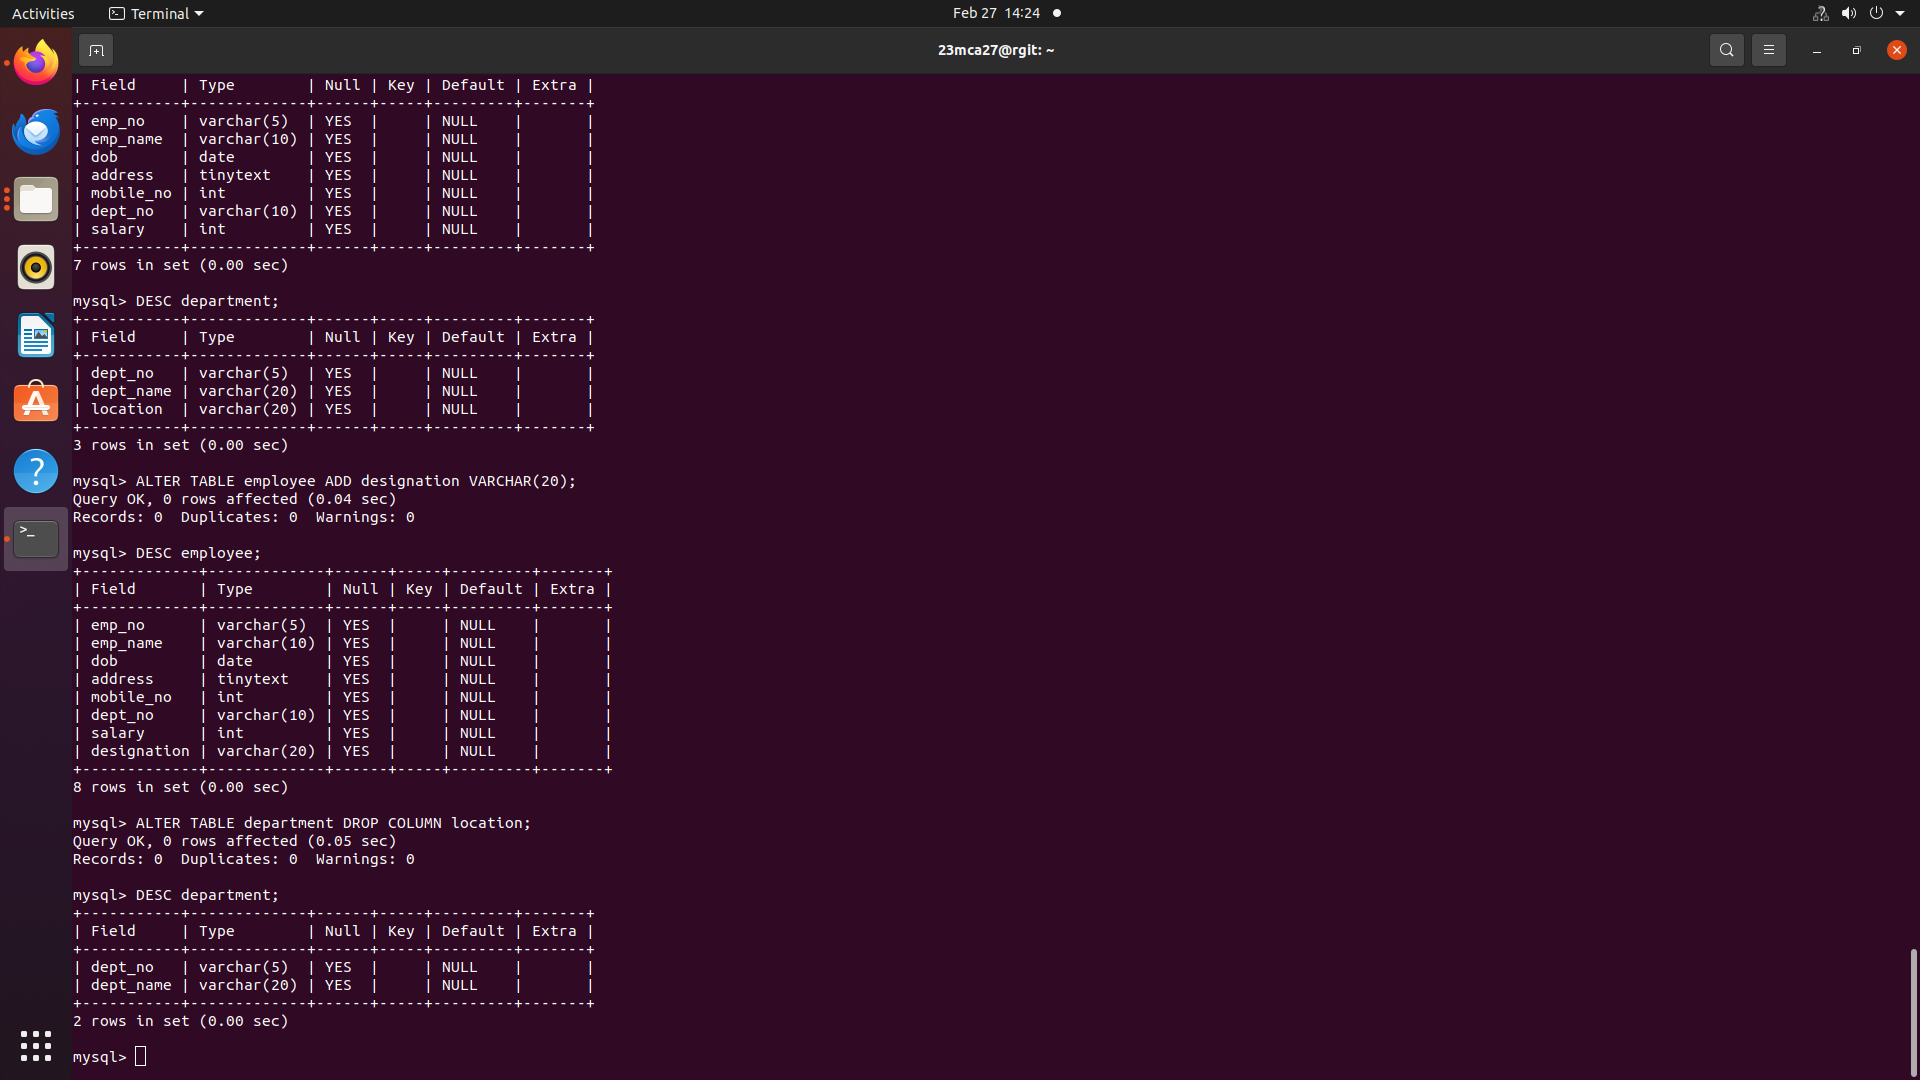 Activities
Terminal
Feb 27 14:24
23mca27@rgit: ~
| Field     | Type        | Null | Key | Default | Extra |
+-----------+-------------+------+-----+---------+-------+
| emp_no    | varchar(5)  | YES  |     | NULL    |       |
| emp_name  | varchar(10) | YES  |     | NULL    |       |
| dob       | date        | YES  |     | NULL    |       |
| address   | tinytext    | YES  |     | NULL    |       |
| mobile_no | int         | YES  |     | NULL    |       |
| dept_no   | varchar(10) | YES  |     | NULL    |       |
| salary    | int         | YES  |     | NULL    |       |
+-----------+-------------+------+-----+---------+-------+
7 rows in set (0.00 sec)

mysql> DESC department;
+-----------+-------------+------+-----+---------+-------+
| Field     | Type        | Null | Key | Default | Extra |
+-----------+-------------+------+-----+---------+-------+
| dept_no   | varchar(5)  | YES  |     | NULL    |       |
| dept_name | varchar(20) | YES  |     | NULL    |       |
| location  | varchar(20) | YES  |     | NULL    |       |
+-----------+-------------+------+-----+---------+-------+
3 rows in set (0.00 sec)

mysql> ALTER TABLE employee ADD designation VARCHAR(20);
Query OK, 0 rows affected (0.04 sec)
Records: 0  Duplicates: 0  Warnings: 0

mysql> DESC employee;
+-------------+-------------+------+-----+---------+-------+
| Field       | Type        | Null | Key | Default | Extra |
+-------------+-------------+------+-----+---------+-------+
| emp_no      | varchar(5)  | YES  |     | NULL    |       |
| emp_name    | varchar(10) | YES  |     | NULL    |       |
| dob         | date        | YES  |     | NULL    |       |
| address     | tinytext    | YES  |     | NULL    |       |
| mobile_no   | int         | YES  |     | NULL    |       |
| dept_no     | varchar(10) | YES  |     | NULL    |       |
| salary      | int         | YES  |     | NULL    |       |
| designation | varchar(20) | YES  |     | NULL    |       |
+-------------+-------------+------+-----+---------+-------+
8 rows in set (0.00 sec)

mysql> ALTER TABLE department DROP COLUMN location;
Query OK, 0 rows affected (0.05 sec)
Records: 0  Duplicates: 0  Warnings: 0

mysql> DESC department;
+-----------+-------------+------+-----+---------+-------+
| Field     | Type        | Null | Key | Default | Extra |
+-----------+-------------+------+-----+---------+-------+
| dept_no   | varchar(5)  | YES  |     | NULL    |       |
| dept_name | varchar(20) | YES  |     | NULL    |       |
+-----------+-------------+------+-----+---------+-------+
2 rows in set (0.00 sec)

mysql>